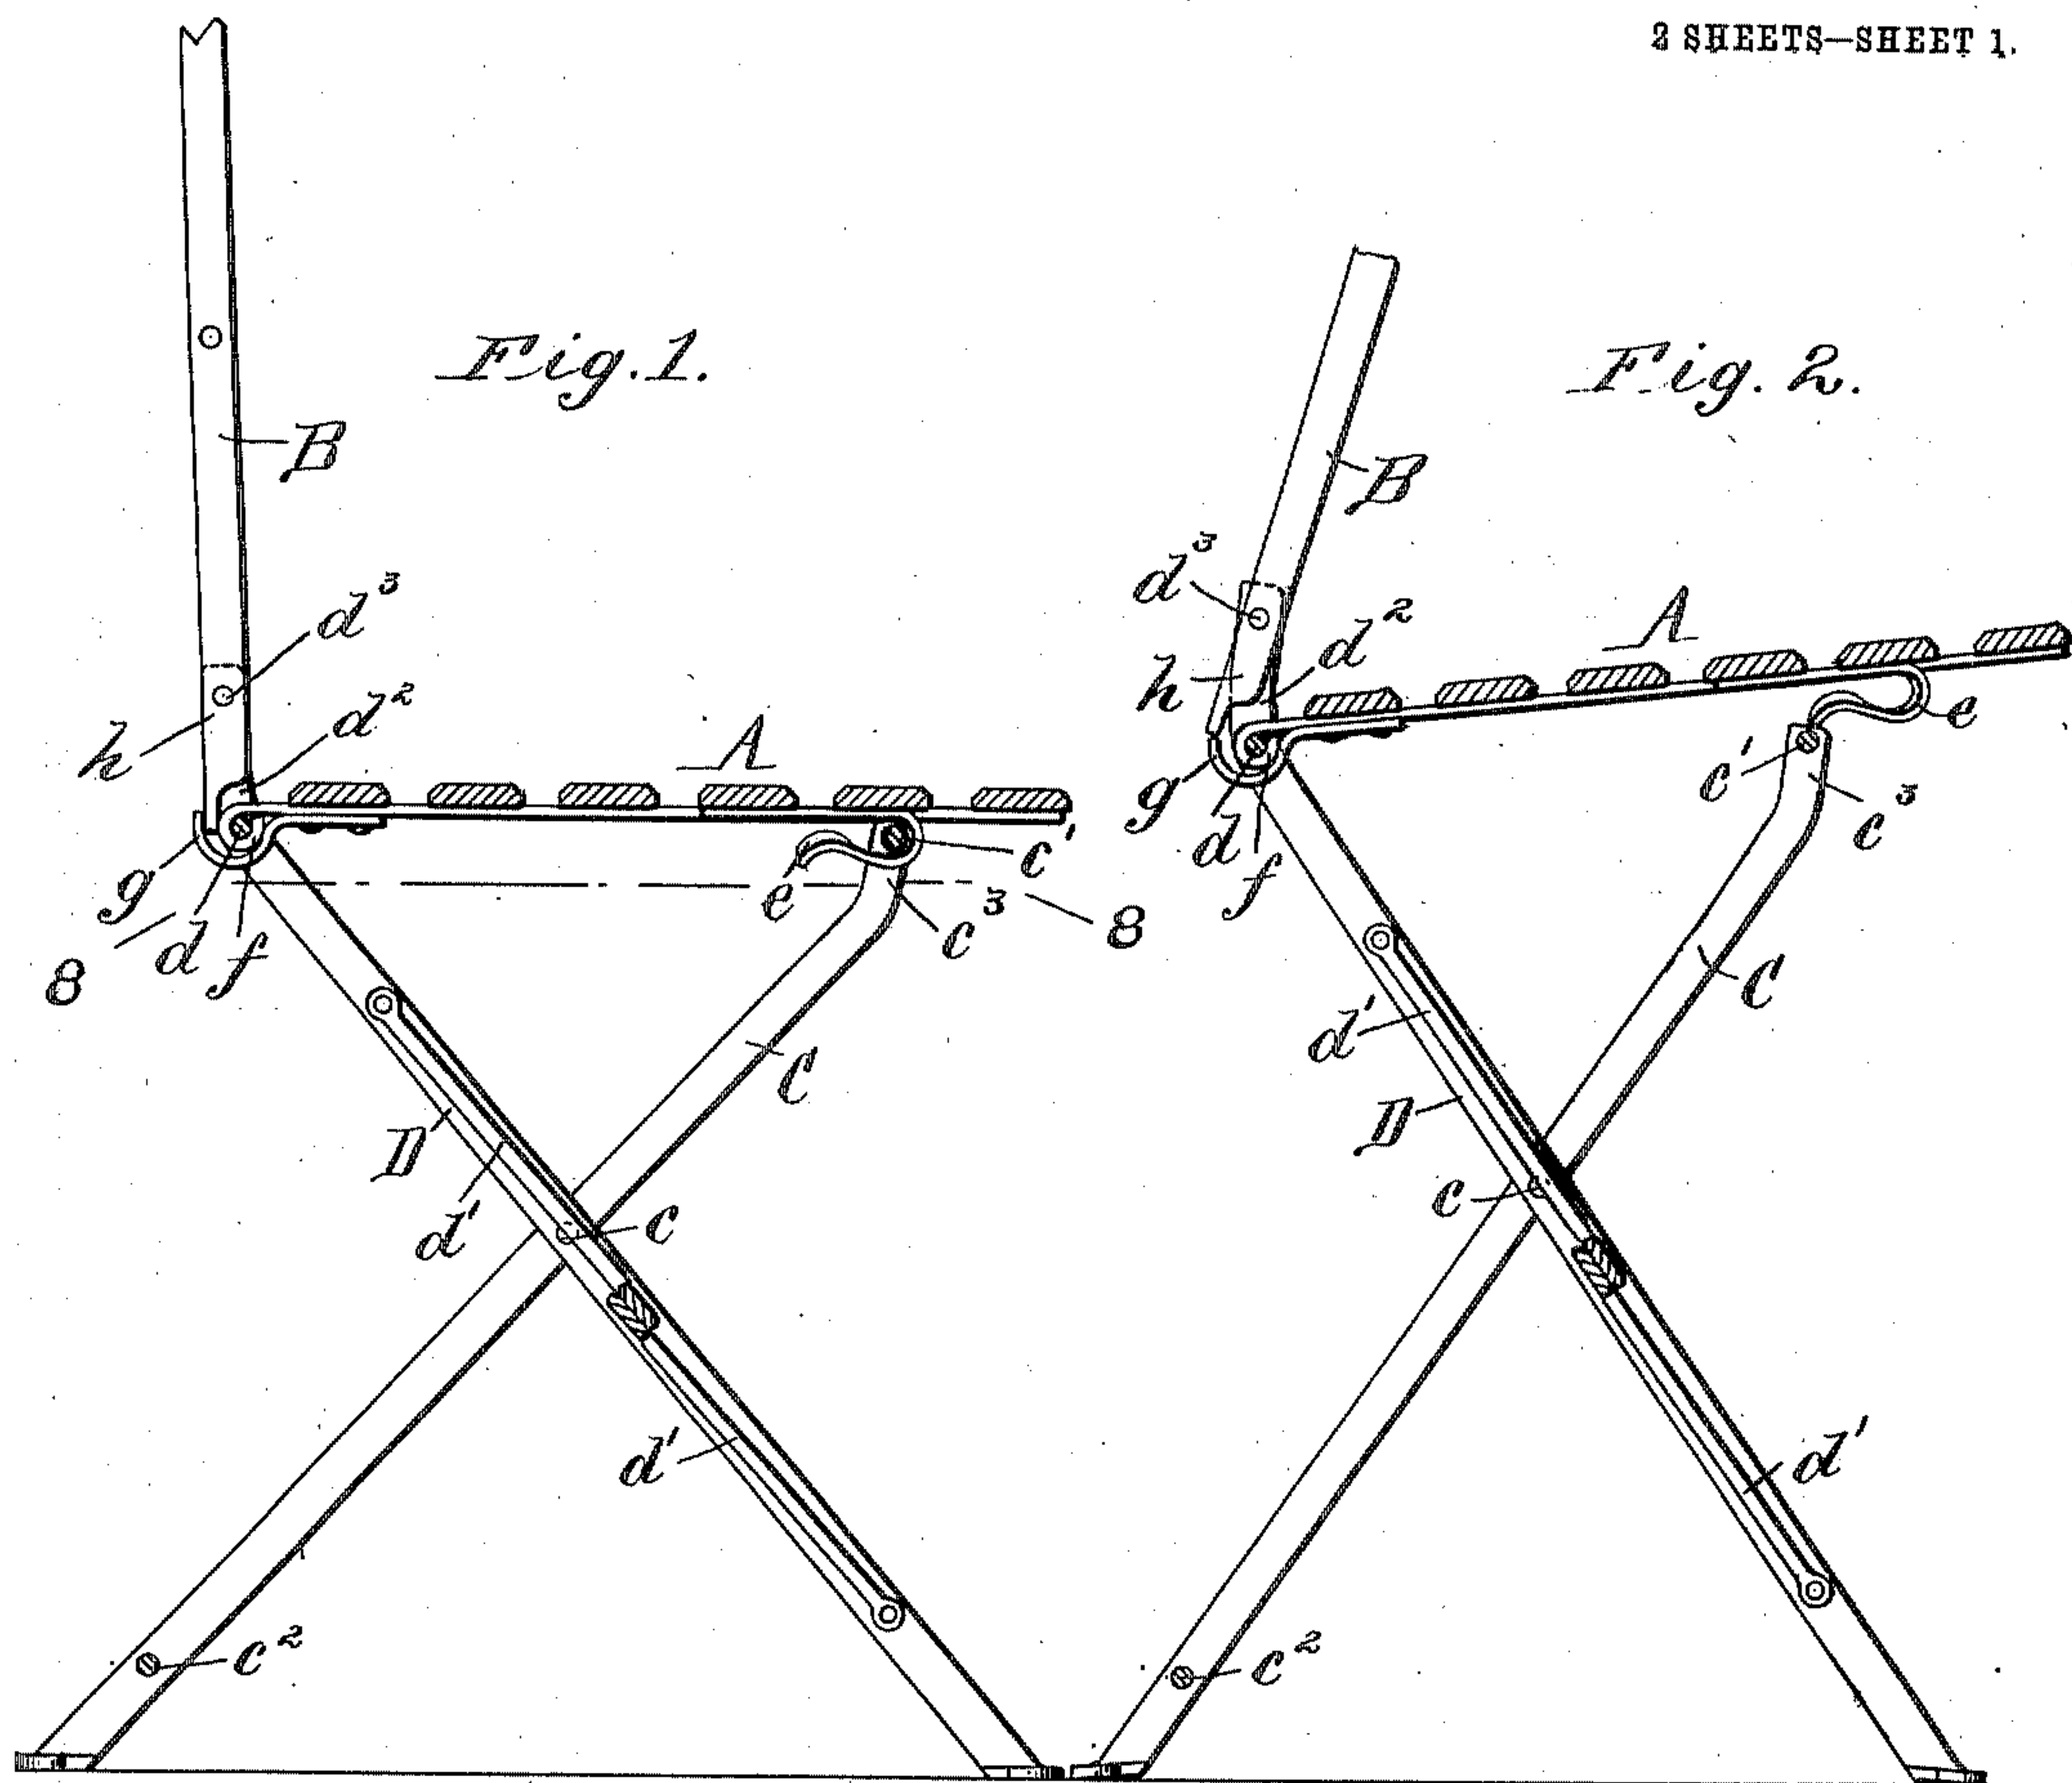 2 SHEETS—SHEET 1.
Fig. 1.
B
d³
d²
h
A
g
d
f
e
c'
c³
8
8
C
D
d'
c
d'
c²
Fig. 2.
B
d³
d²
h
A
g
d
f
e
c'
c³
C
d'
D
c
d'
c²